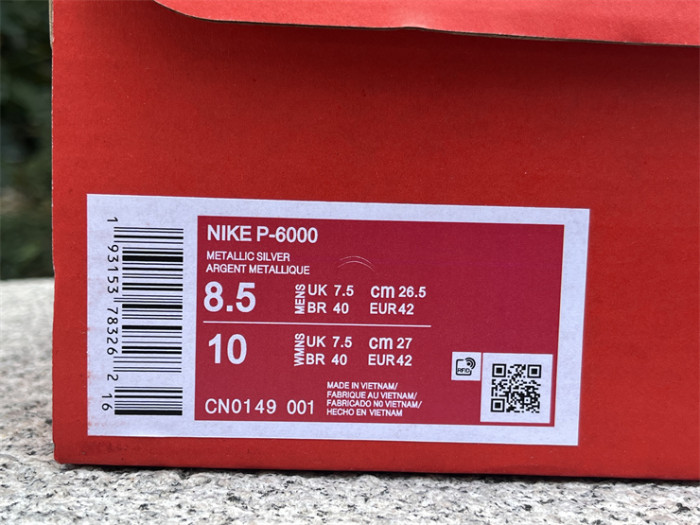 NIKE P-6000
METALLIC SILVER
ARGENT METALLIQUE
8.5 MENS UK 7.5 cm 26.5
BR 40 EUR 42
10 WMNS UK 7.5 cm 27
BR 40 EUR 42
CN0149 001
MADE IN VIETNAM/
FABRIQUE AU VIETNAM/
FABRICADO N0 VIETNAM/
HECHO EN VIETNAM
RFID
1 93153 78326 2 16